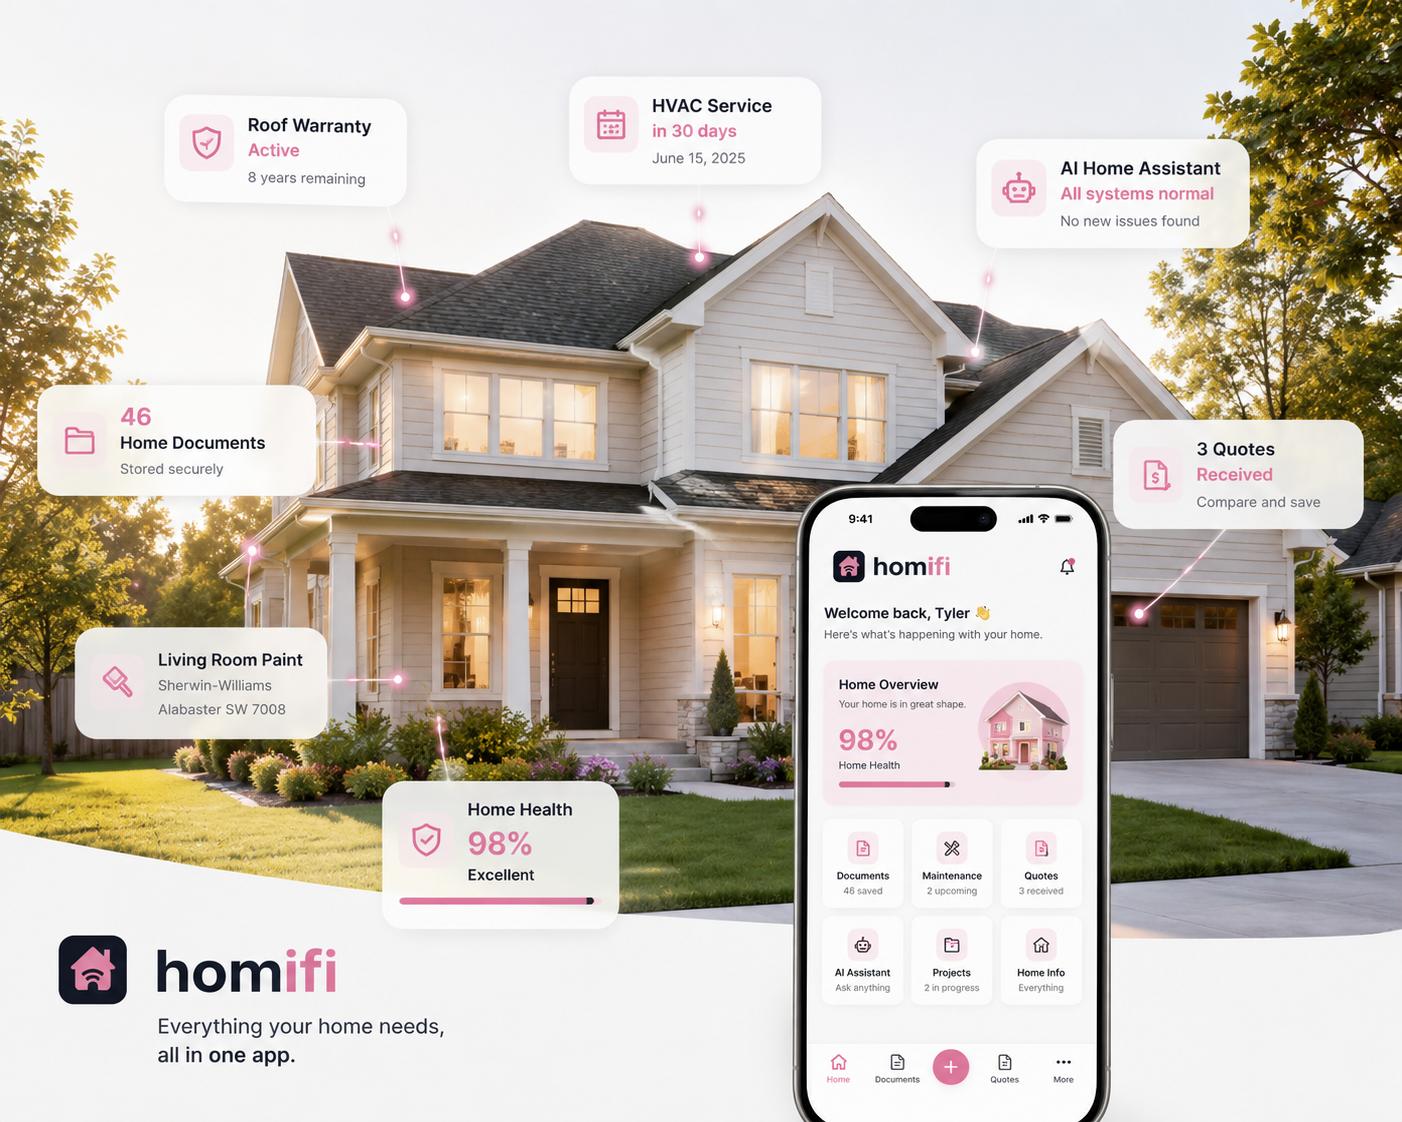 Roof Warranty
Active
8 years remaining
HVAC Service
in 30 days
June 15, 2025
AI Home Assistant
All systems normal
No new issues found
46
Home Documents
Stored securely
3 Quotes
Received
Compare and save
Living Room Paint
Sherwin-Williams
Alabaster SW 7008
Home Health
98%
Excellent
homifi
Everything your home needs,
all in one app.
9:41
homifi
Welcome back, Tyler 👋
Here's what's happening with your home.
Home Overview
Your home is in great shape.
98%
Home Health
Documents
46 saved
Maintenance
2 upcoming
Quotes
3 received
AI Assistant
Ask anything
Projects
2 in progress
Home Info
Everything
Home
Documents
Quotes
More